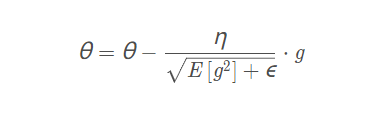 θ = θ − η / √(E[g²] + ϵ) · g